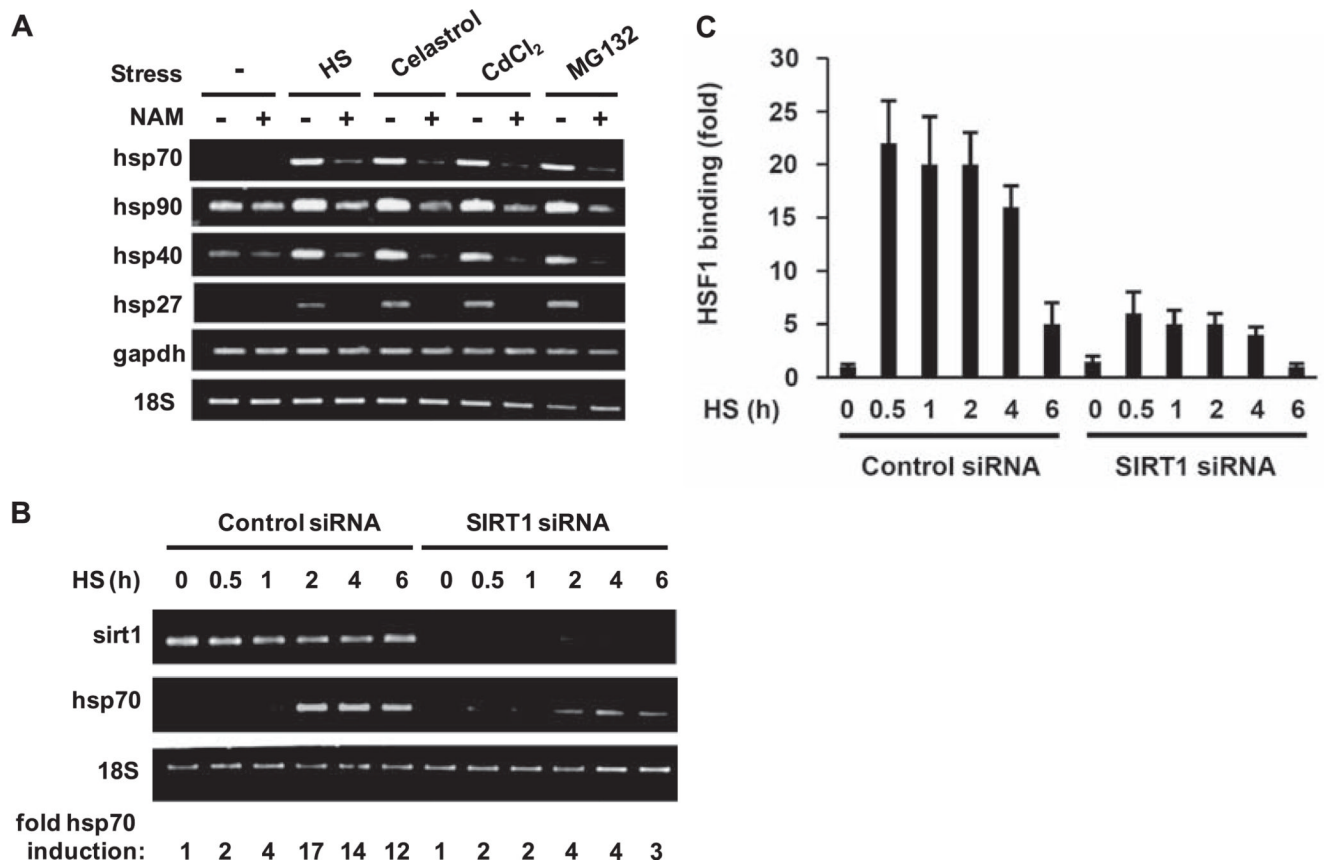 A
Stress - HS Celastrol CdCl₂ MG132
NAM - + - + - + - + - +
hsp70
hsp90
hsp40
hsp27
gapdh
18S
B
Control siRNA SIRT1 siRNA
HS (h) 0 0.5 1 2 4 6 0 0.5 1 2 4 6
sirt1
hsp70
18S
fold hsp70
induction: 1 2 4 17 14 12 1 2 2 4 4 3
C
HSF1 binding (fold)
30
25
20
15
10
5
0
HS (h) 0 0.5 1 2 4 6 0 0.5 1 2 4 6
Control siRNA SIRT1 siRNA